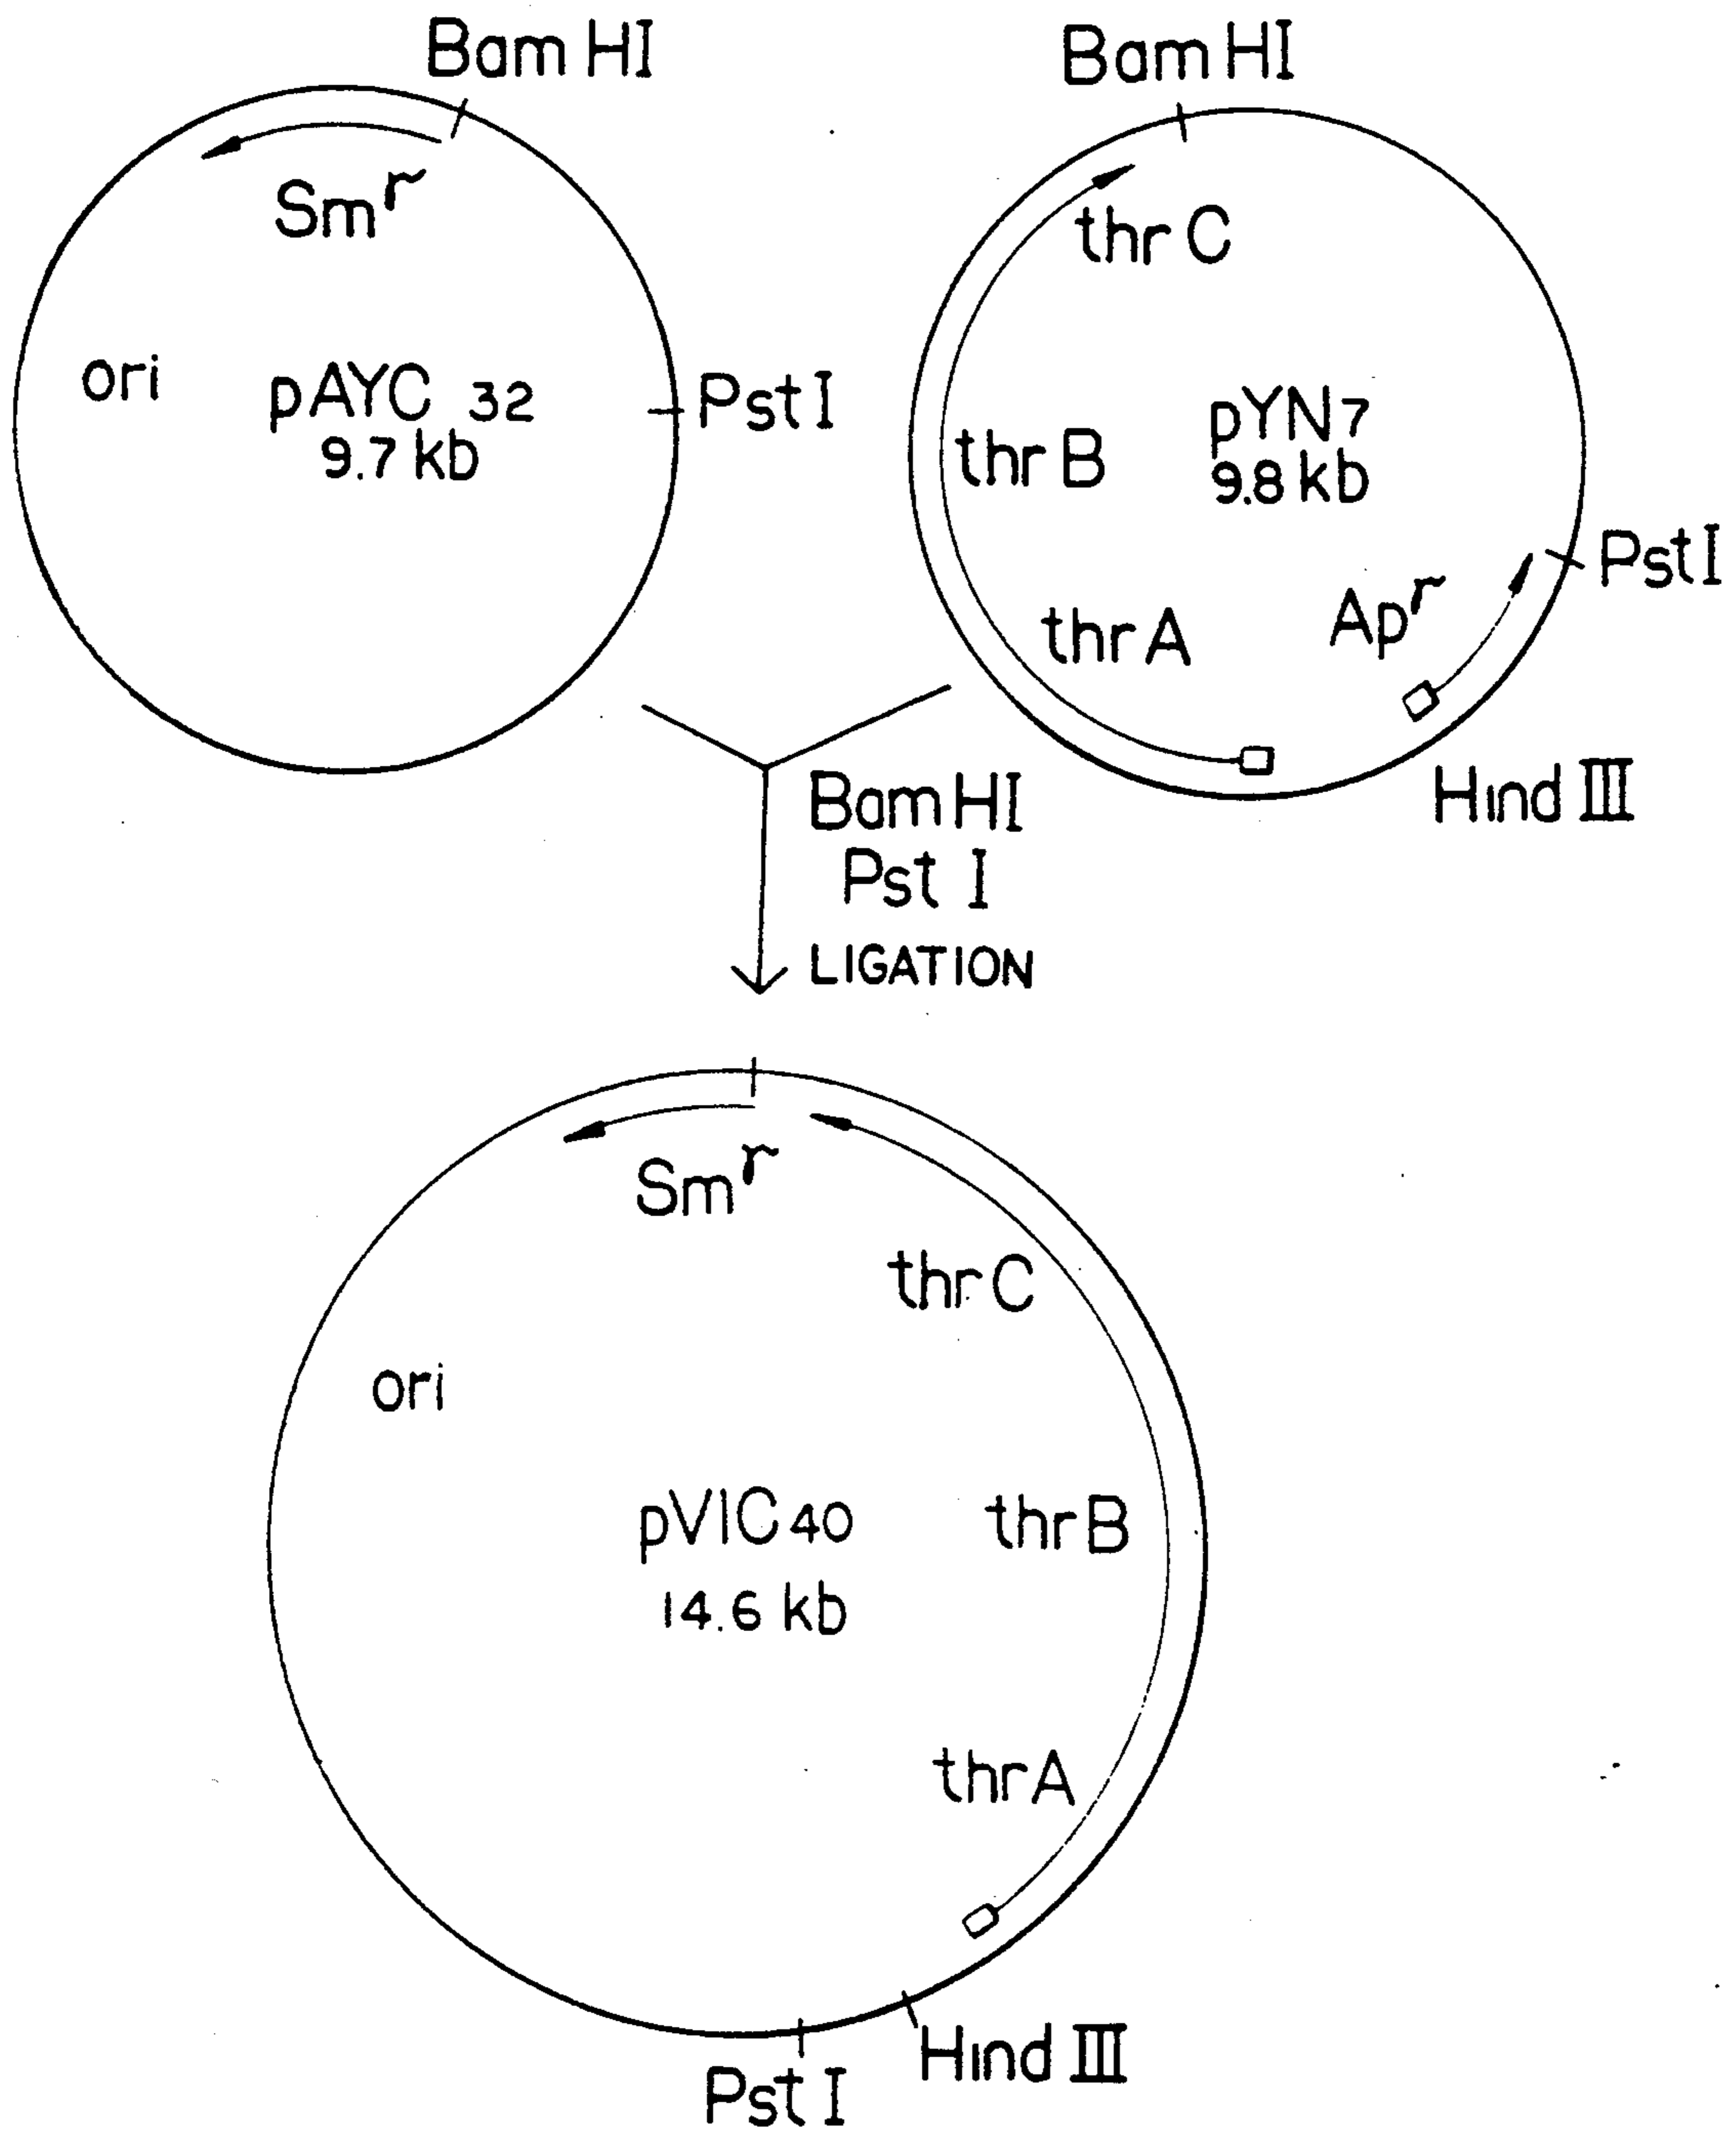 Bam HI
Smʳ
ori
pAYC 32
9.7 kb
Pst I
Bam HI
thr C
thr B
pYN7
9.8 kb
thr A
Apʳ
Pst I
Hind III
Bam HI
Pst I
LIGATION
Smʳ
thr C
ori
pVIC40
14.6 kb
thr B
thr A
Hind III
Pst I